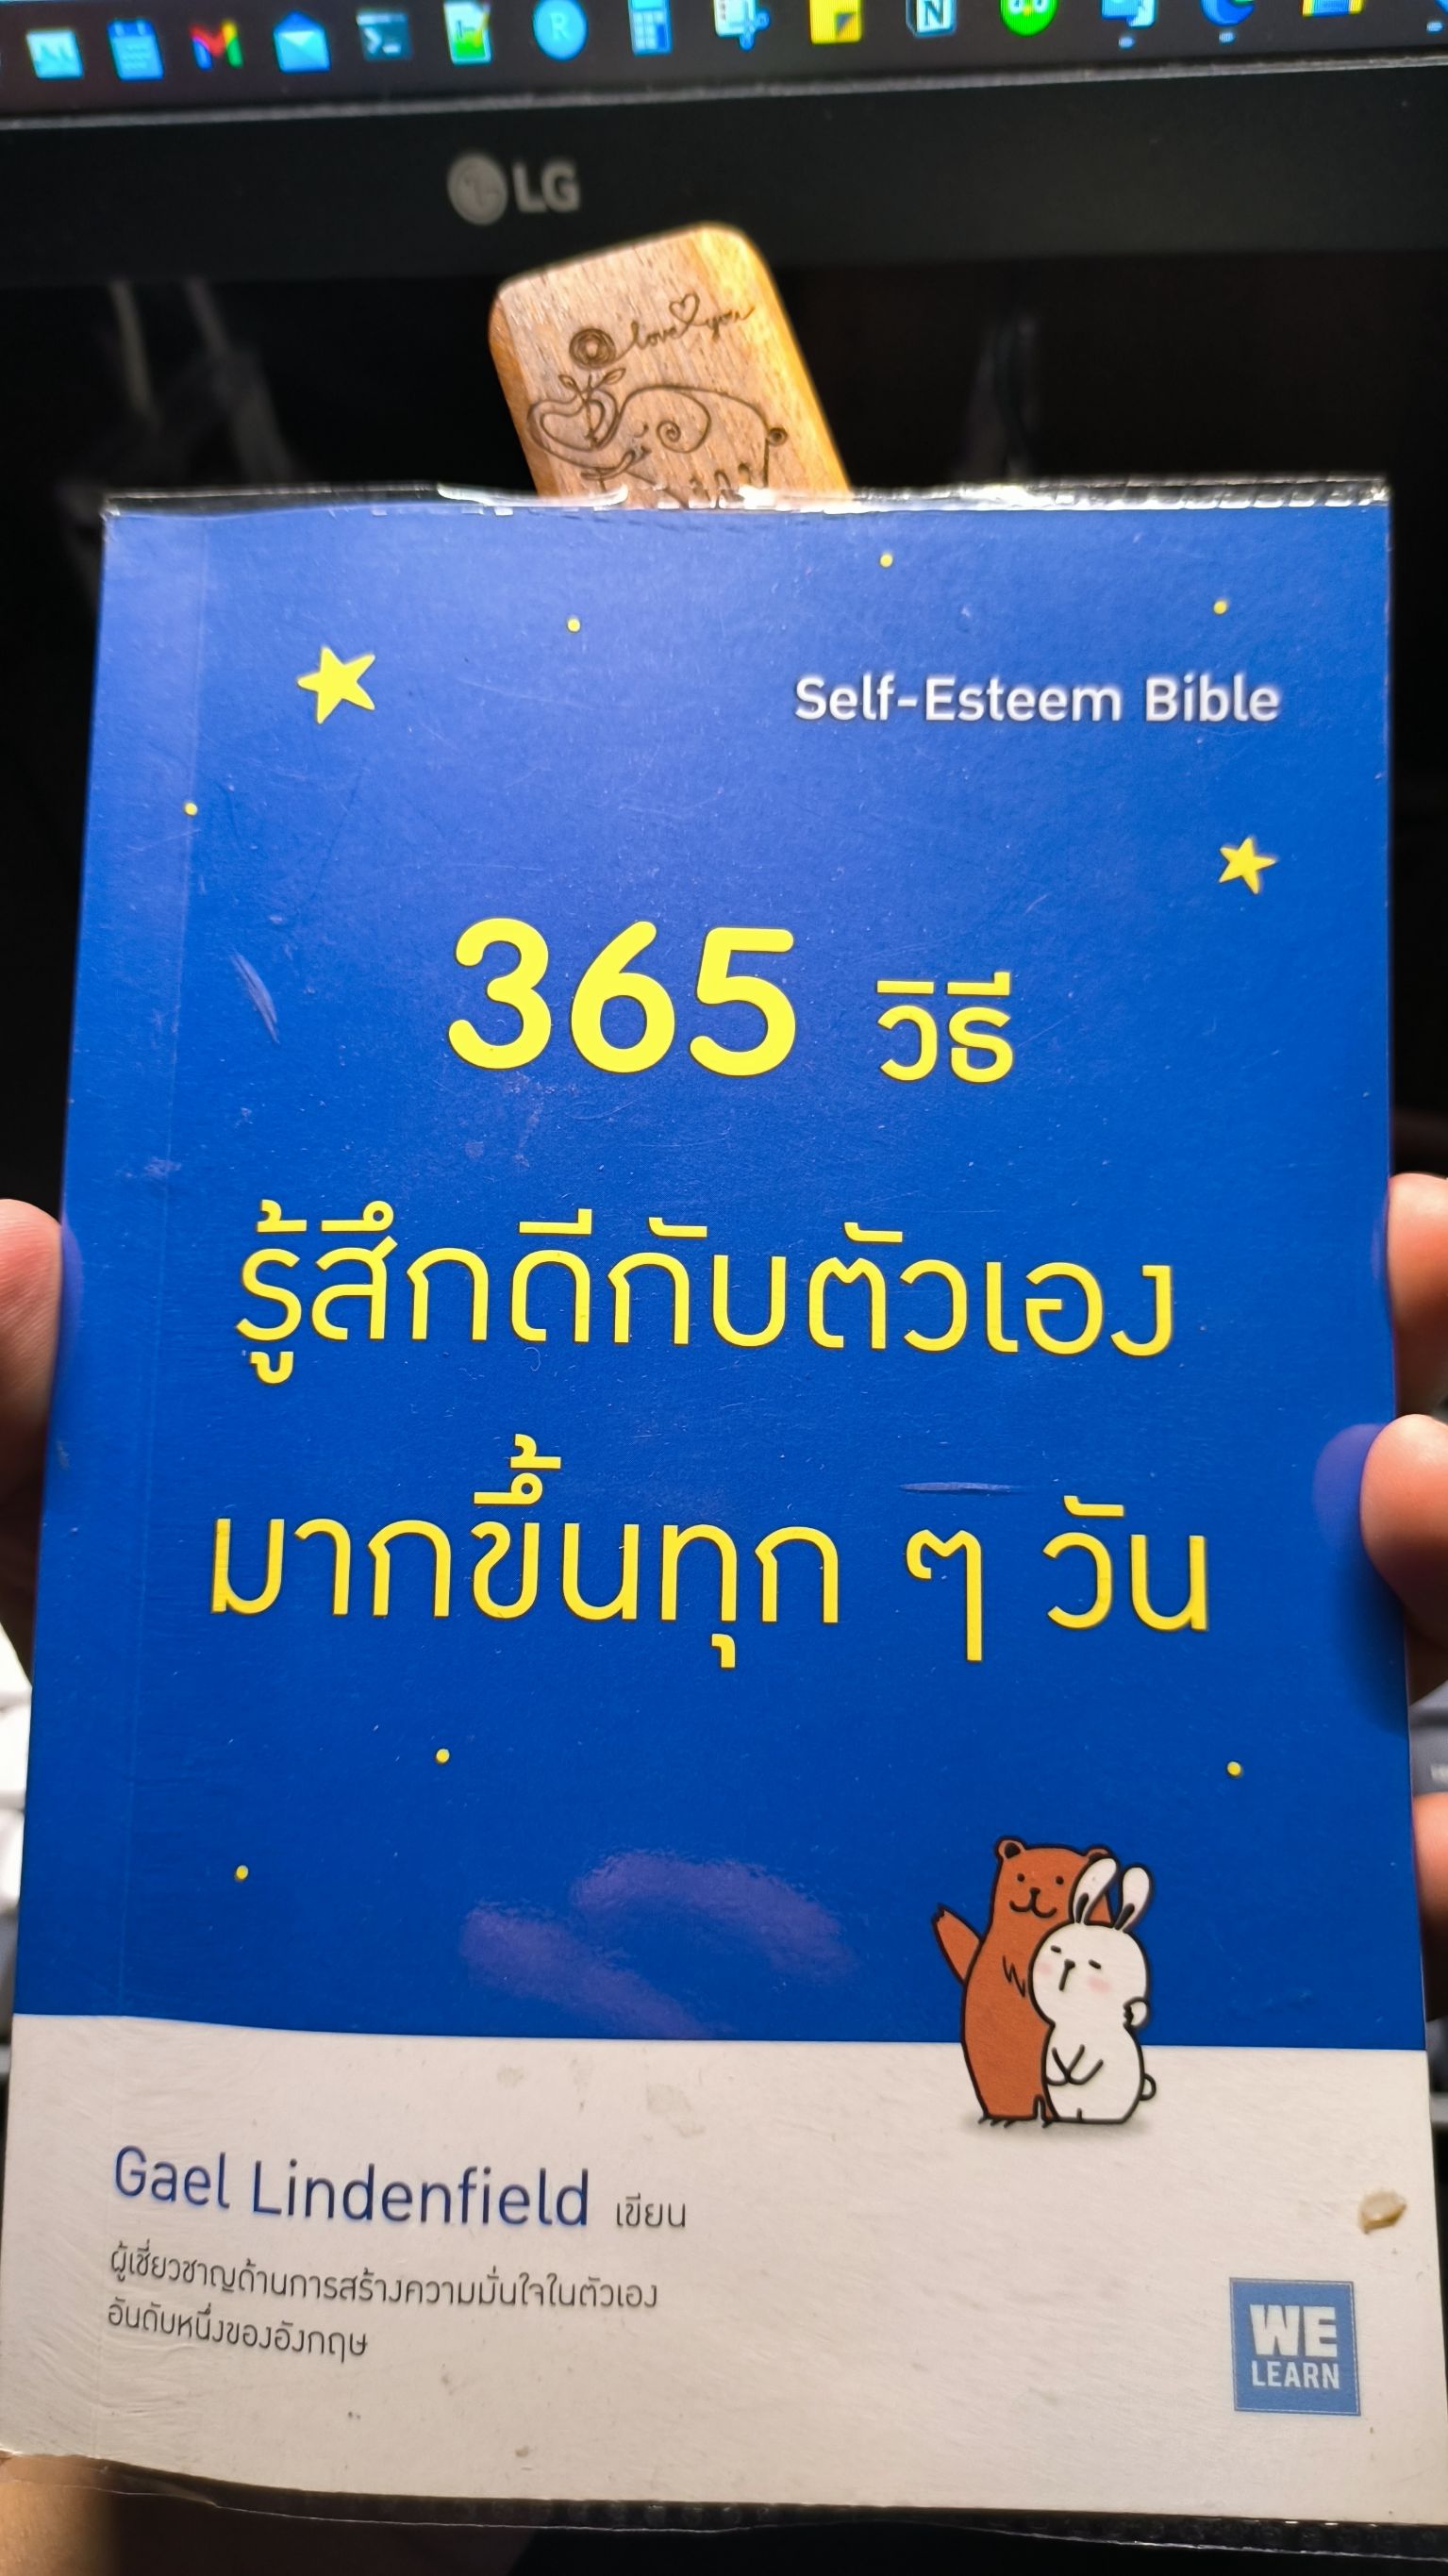 LG
love you
Self-Esteem Bible
365 วิธี
รู้สึกดีกับตัวเอง
มากขึ้นทุก ๆ วัน
Gael Lindenfield เขียน
ผู้เชี่ยวชาญด้านการสร้างความมั่นใจในตัวเอง
อันดับหนึ่งของอังกฤษ
WE
LEARN